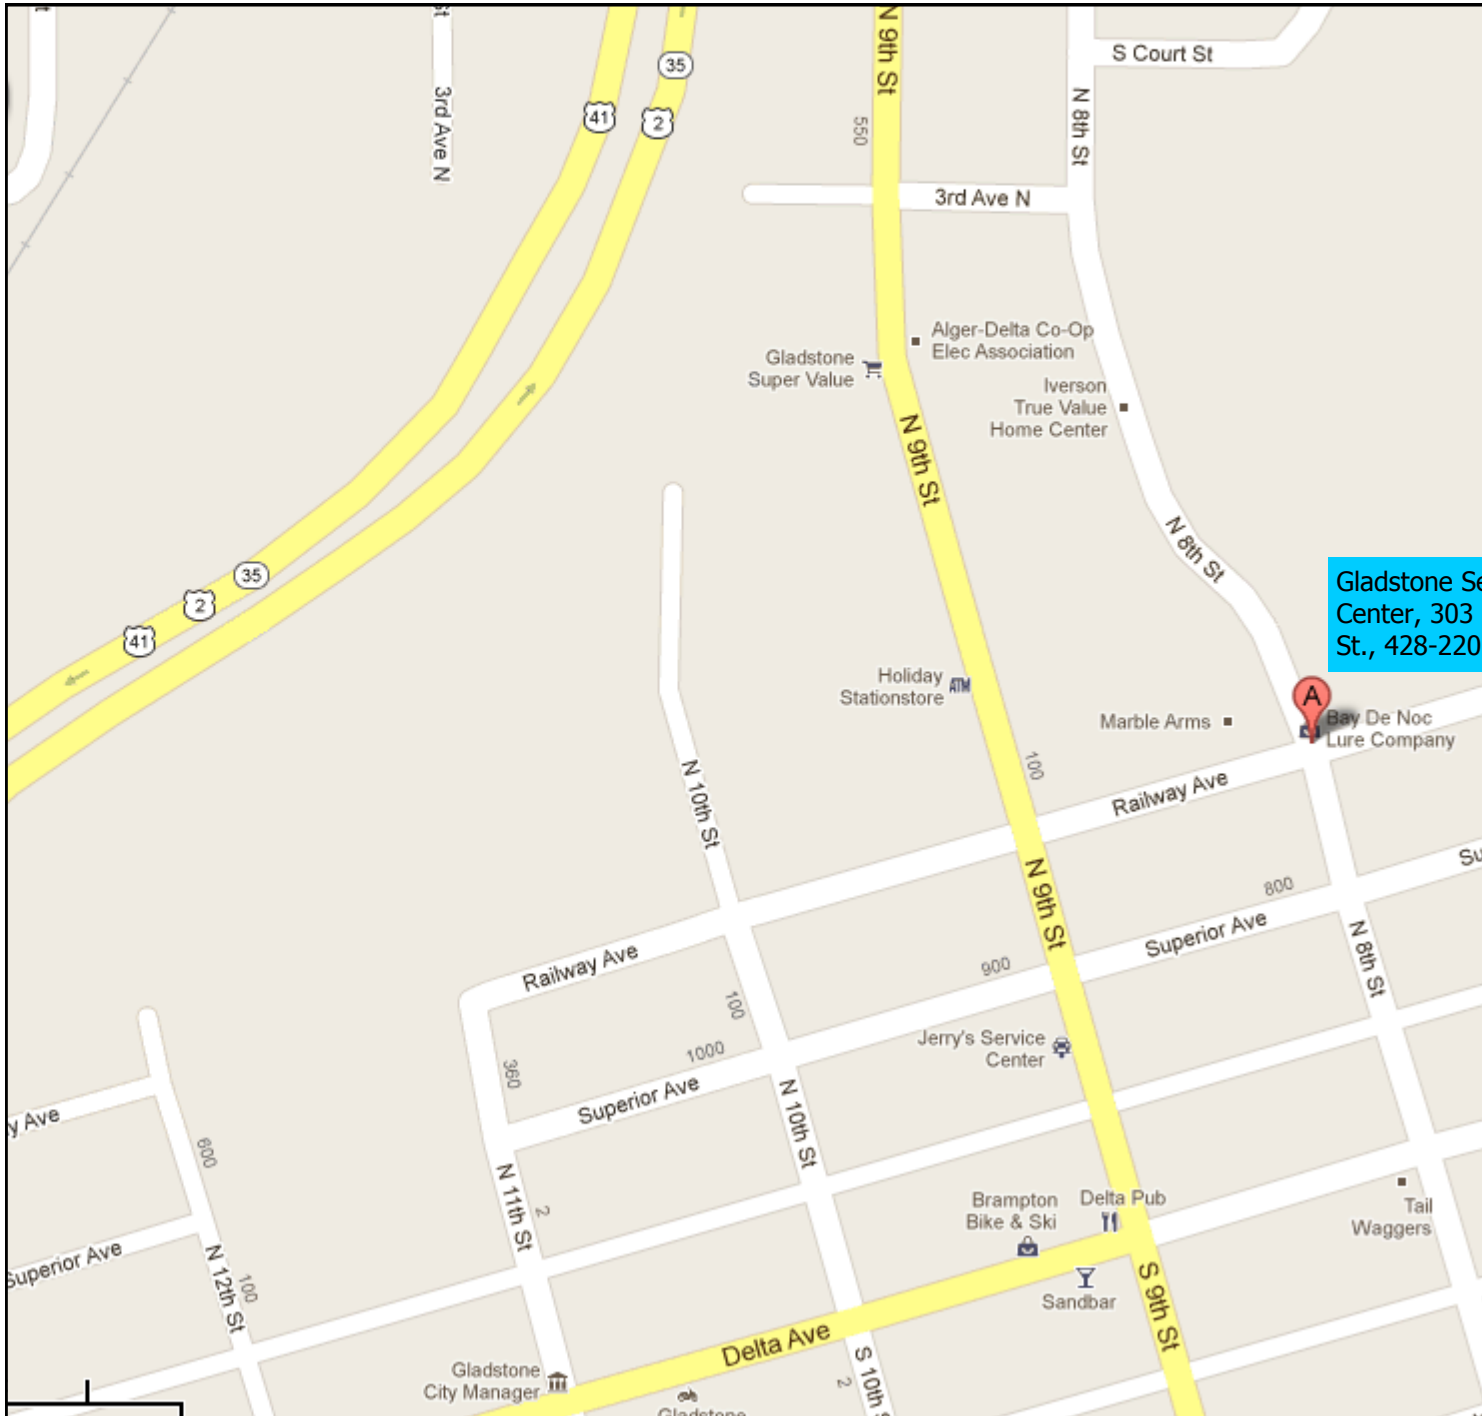 N 9th St
S Court St
35
41
2
3rd Ave N
N 8th St
550
3rd Ave N
Alger-Delta Co-Op
Elec Association
Gladstone
Super Value
Iverson
True Value
Home Center
N 9th St
N 8th St
35
2
41
Gladstone
Center, 303
St.,
Holiday
Stationstore
ATM
A
Marble Arms
Bay De Noc
Lure Company
100
N 10th St
Railway Ave
N 9th St
800
Superior Ave
N 8th St
Railway Ave
900
100
Jerry's Service
Center
1000
360
Superior Ave
N 10th St
Ave
600
N 11th St
2
Brampton
Bike & Ski
Delta Pub
Tail
Waggers
Superior Ave
N 12th St
100
Sandbar
S 9th St
Delta Ave
Gladstone
City Manager
S 10th
2
Gladstone